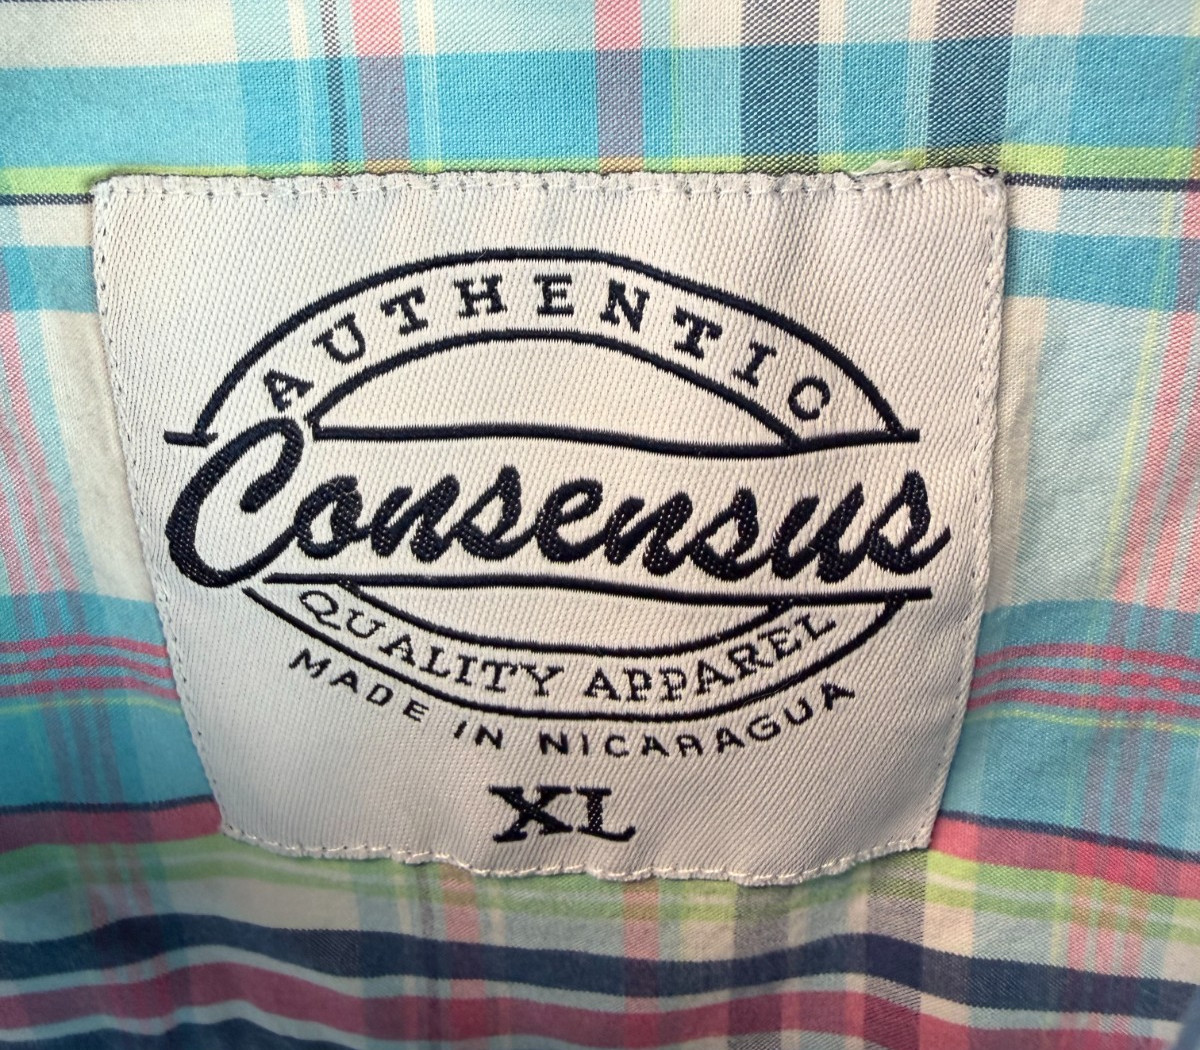 AUTHENTIC
Consensus
QUALITY APPAREL
MADE IN NICARAGUA
XL